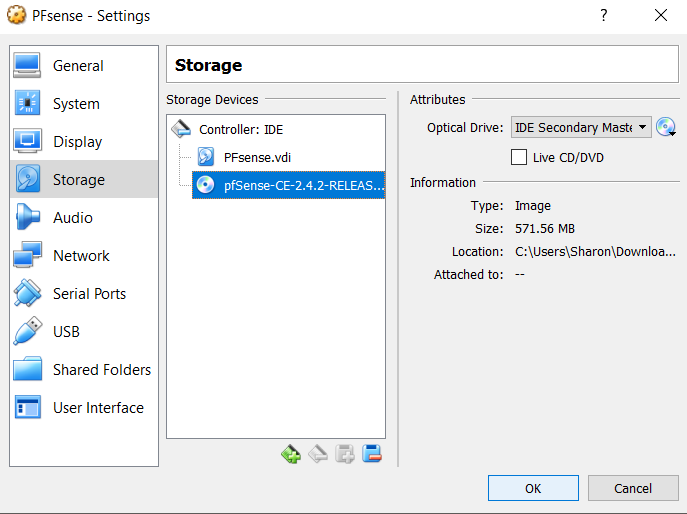 PFsense - Settings
?
General
System
Display
Storage
Audio
Network
Serial Ports
USB
Shared Folders
User Interface
Storage
Storage Devices
Controller: IDE
PFsense.vdi
pfSense-CE-2.4.2-RELEAS...
Attributes
Optical Drive: IDE Secondary Maste
Live CD/DVD
Information
Type: Image
Size: 571.56 MB
Location: C:\Users\Sharon\Downloa...
Attached to: --
OK Cancel